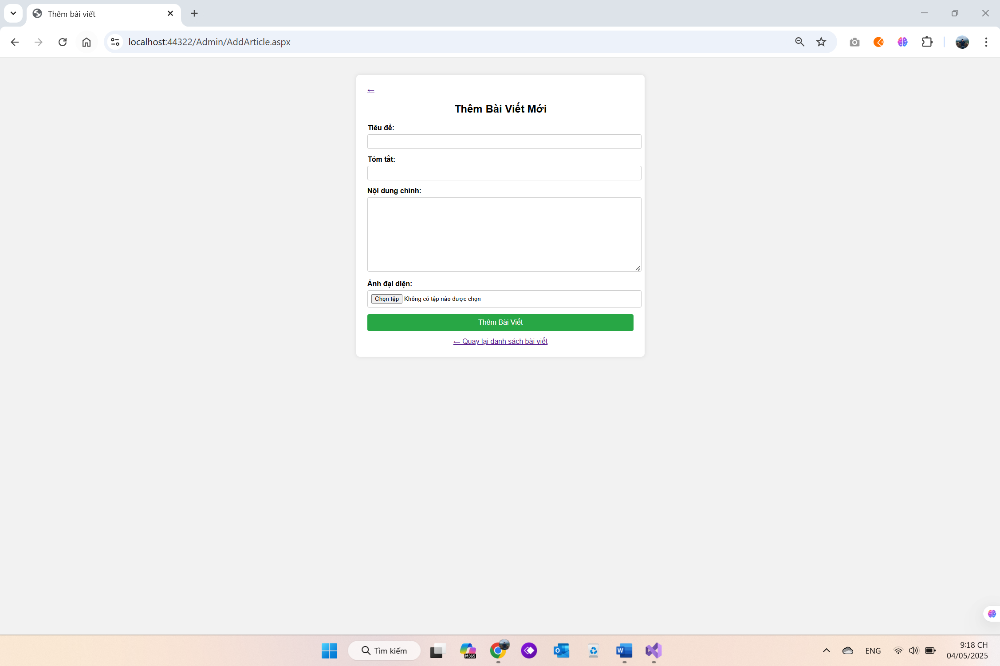 Thêm bài viết
localhost:44322/Admin/AddArticle.aspx
←
Thêm Bài Viết Mới
Tiêu đề:
Tóm tắt:
Nội dung chính:
Ảnh đại diện:
Chọn tệp Không có tệp nào được chọn
Thêm Bài Viết
← Quay lại danh sách bài viết
Tìm kiếm
M365
ENG
9:18 CH
04/05/2025